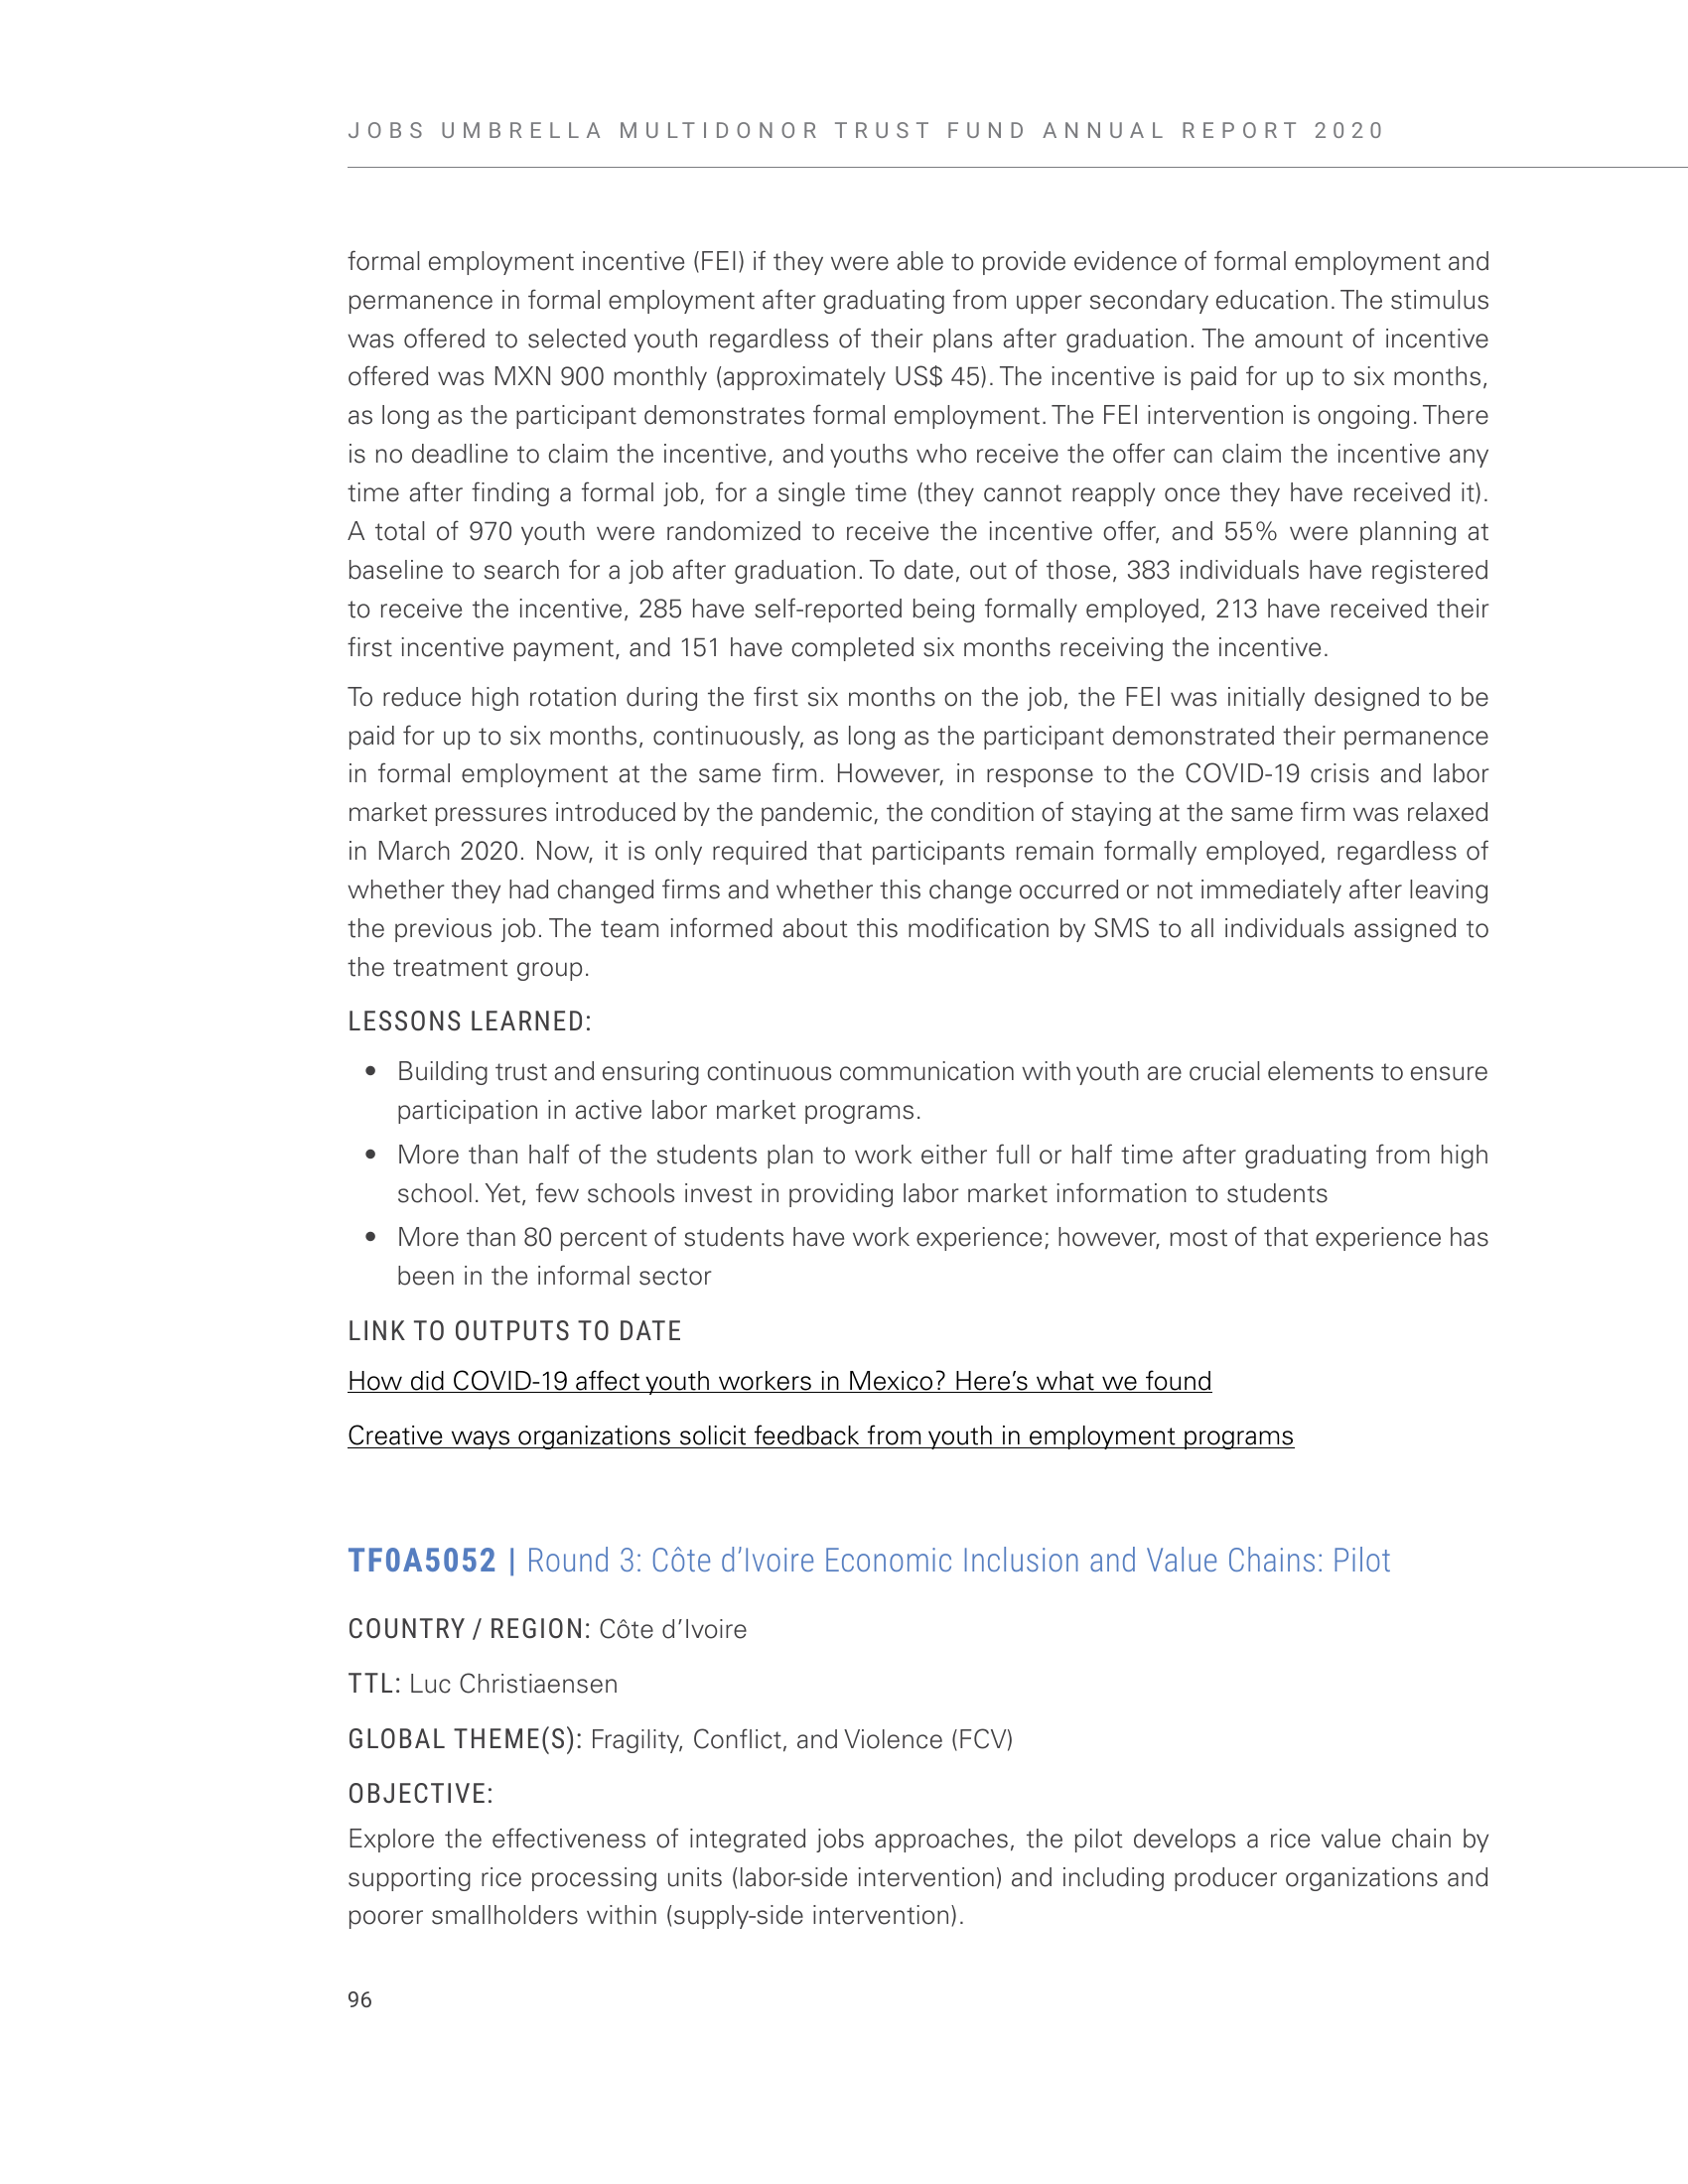 JOBS UMBRELLA MULTIDONOR TRUST FUND ANNUAL REPORT 2020
formal employment incentive (FEI) if they were able to provide evidence of formal employment and
permanence in formal employment after graduating from upper secondary education. The stimulus
was offered to selected youth regardless of their plans after graduation. The amount of incentive
offered was MXN 900 monthly (approximately US$ 45). The incentive is paid for up to six months,
as long as the participant demonstrates formal employment. The FEI intervention is ongoing. There
is no deadline to claim the incentive, and youths who receive the offer can claim the incentive any
time after finding a formal job, for a single time (they cannot reapply once they have received it).
A total of 970 youth were randomized to receive the incentive offer, and 55% were planning at
baseline to search for a job after graduation. To date, out of those, 383 individuals have registered
to receive the incentive, 285 have self-reported being formally employed, 213 have received their
first incentive payment, and 151 have completed six months receiving the incentive.
To reduce high rotation during the first six months on the job, the FEI was initially designed to be
paid for up to six months, continuously, as long as the participant demonstrated their permanence
in formal employment at the same firm. However, in response to the COVID-19 crisis and labor
market pressures introduced by the pandemic, the condition of staying at the same firm was relaxed
in March 2020. Now, it is only required that participants remain formally employed, regardless of
whether they had changed firms and whether this change occurred or not immediately after leaving
the previous job. The team informed about this modification by SMS to all individuals assigned to
the treatment group.
LESSONS LEARNED:
• Building trust and ensuring continuous communication with youth are crucial elements to ensure
participation in active labor market programs.
• More than half of the students plan to work either full or half time after graduating from high
school. Yet, few schools invest in providing labor market information to students
• More than 80 percent of students have work experience; however, most of that experience has
been in the informal sector
LINK TO OUTPUTS TO DATE
How did COVID-19 affect youth workers in Mexico? Here’s what we found
Creative ways organizations solicit feedback from youth in employment programs
TF0A5052 | Round 3: Côte d’Ivoire Economic Inclusion and Value Chains: Pilot
COUNTRY / REGION: Côte d’Ivoire
TTL: Luc Christiaensen
GLOBAL THEME(S): Fragility, Conflict, and Violence (FCV)
OBJECTIVE:
Explore the effectiveness of integrated jobs approaches, the pilot develops a rice value chain by
supporting rice processing units (labor-side intervention) and including producer organizations and
poorer smallholders within (supply-side intervention).
96